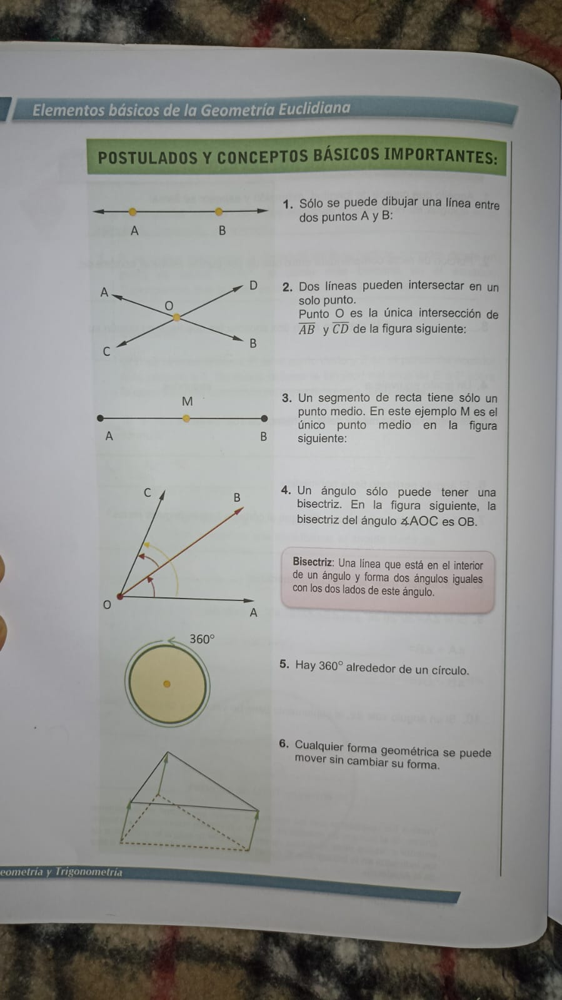 Elementos básicos de la Geometría Euclidiana
POSTULADOS Y CONCEPTOS BÁSICOS IMPORTANTES:
A B
1. Sólo se puede dibujar una línea entre
dos puntos A y B:
A O D
C B
2. Dos líneas pueden intersectar en un
solo punto.
Punto O es la única intersección de
AB y CD de la figura siguiente:
M
A B
3. Un segmento de recta tiene sólo un
punto medio. En este ejemplo M es el
único punto medio en la figura
siguiente:
C B
O A
4. Un ángulo sólo puede tener una
bisectriz. En la figura siguiente, la
bisectriz del ángulo ∡AOC es OB.
Bisectriz: Una línea que está en el interior
de un ángulo y forma dos ángulos iguales
con los dos lados de este ángulo.
360°
5. Hay 360° alrededor de un círculo.
6. Cualquier forma geométrica se puede
mover sin cambiar su forma.
eometría y Trigonometría